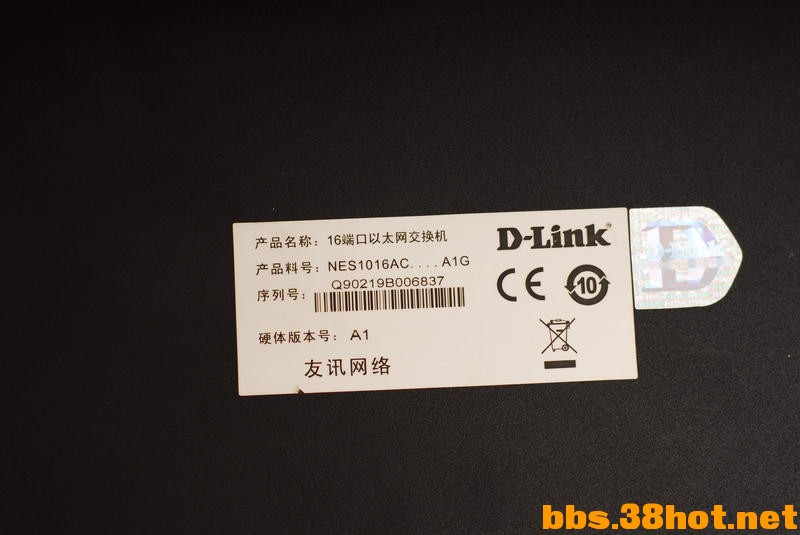 产品名称: 16端口以太网交换机
D-Link
产品料号: NES1016AC....A1G
序列号: Q90219B006837
CE
10
硬体版本号: A1
友讯网络
bbs.38hot.net